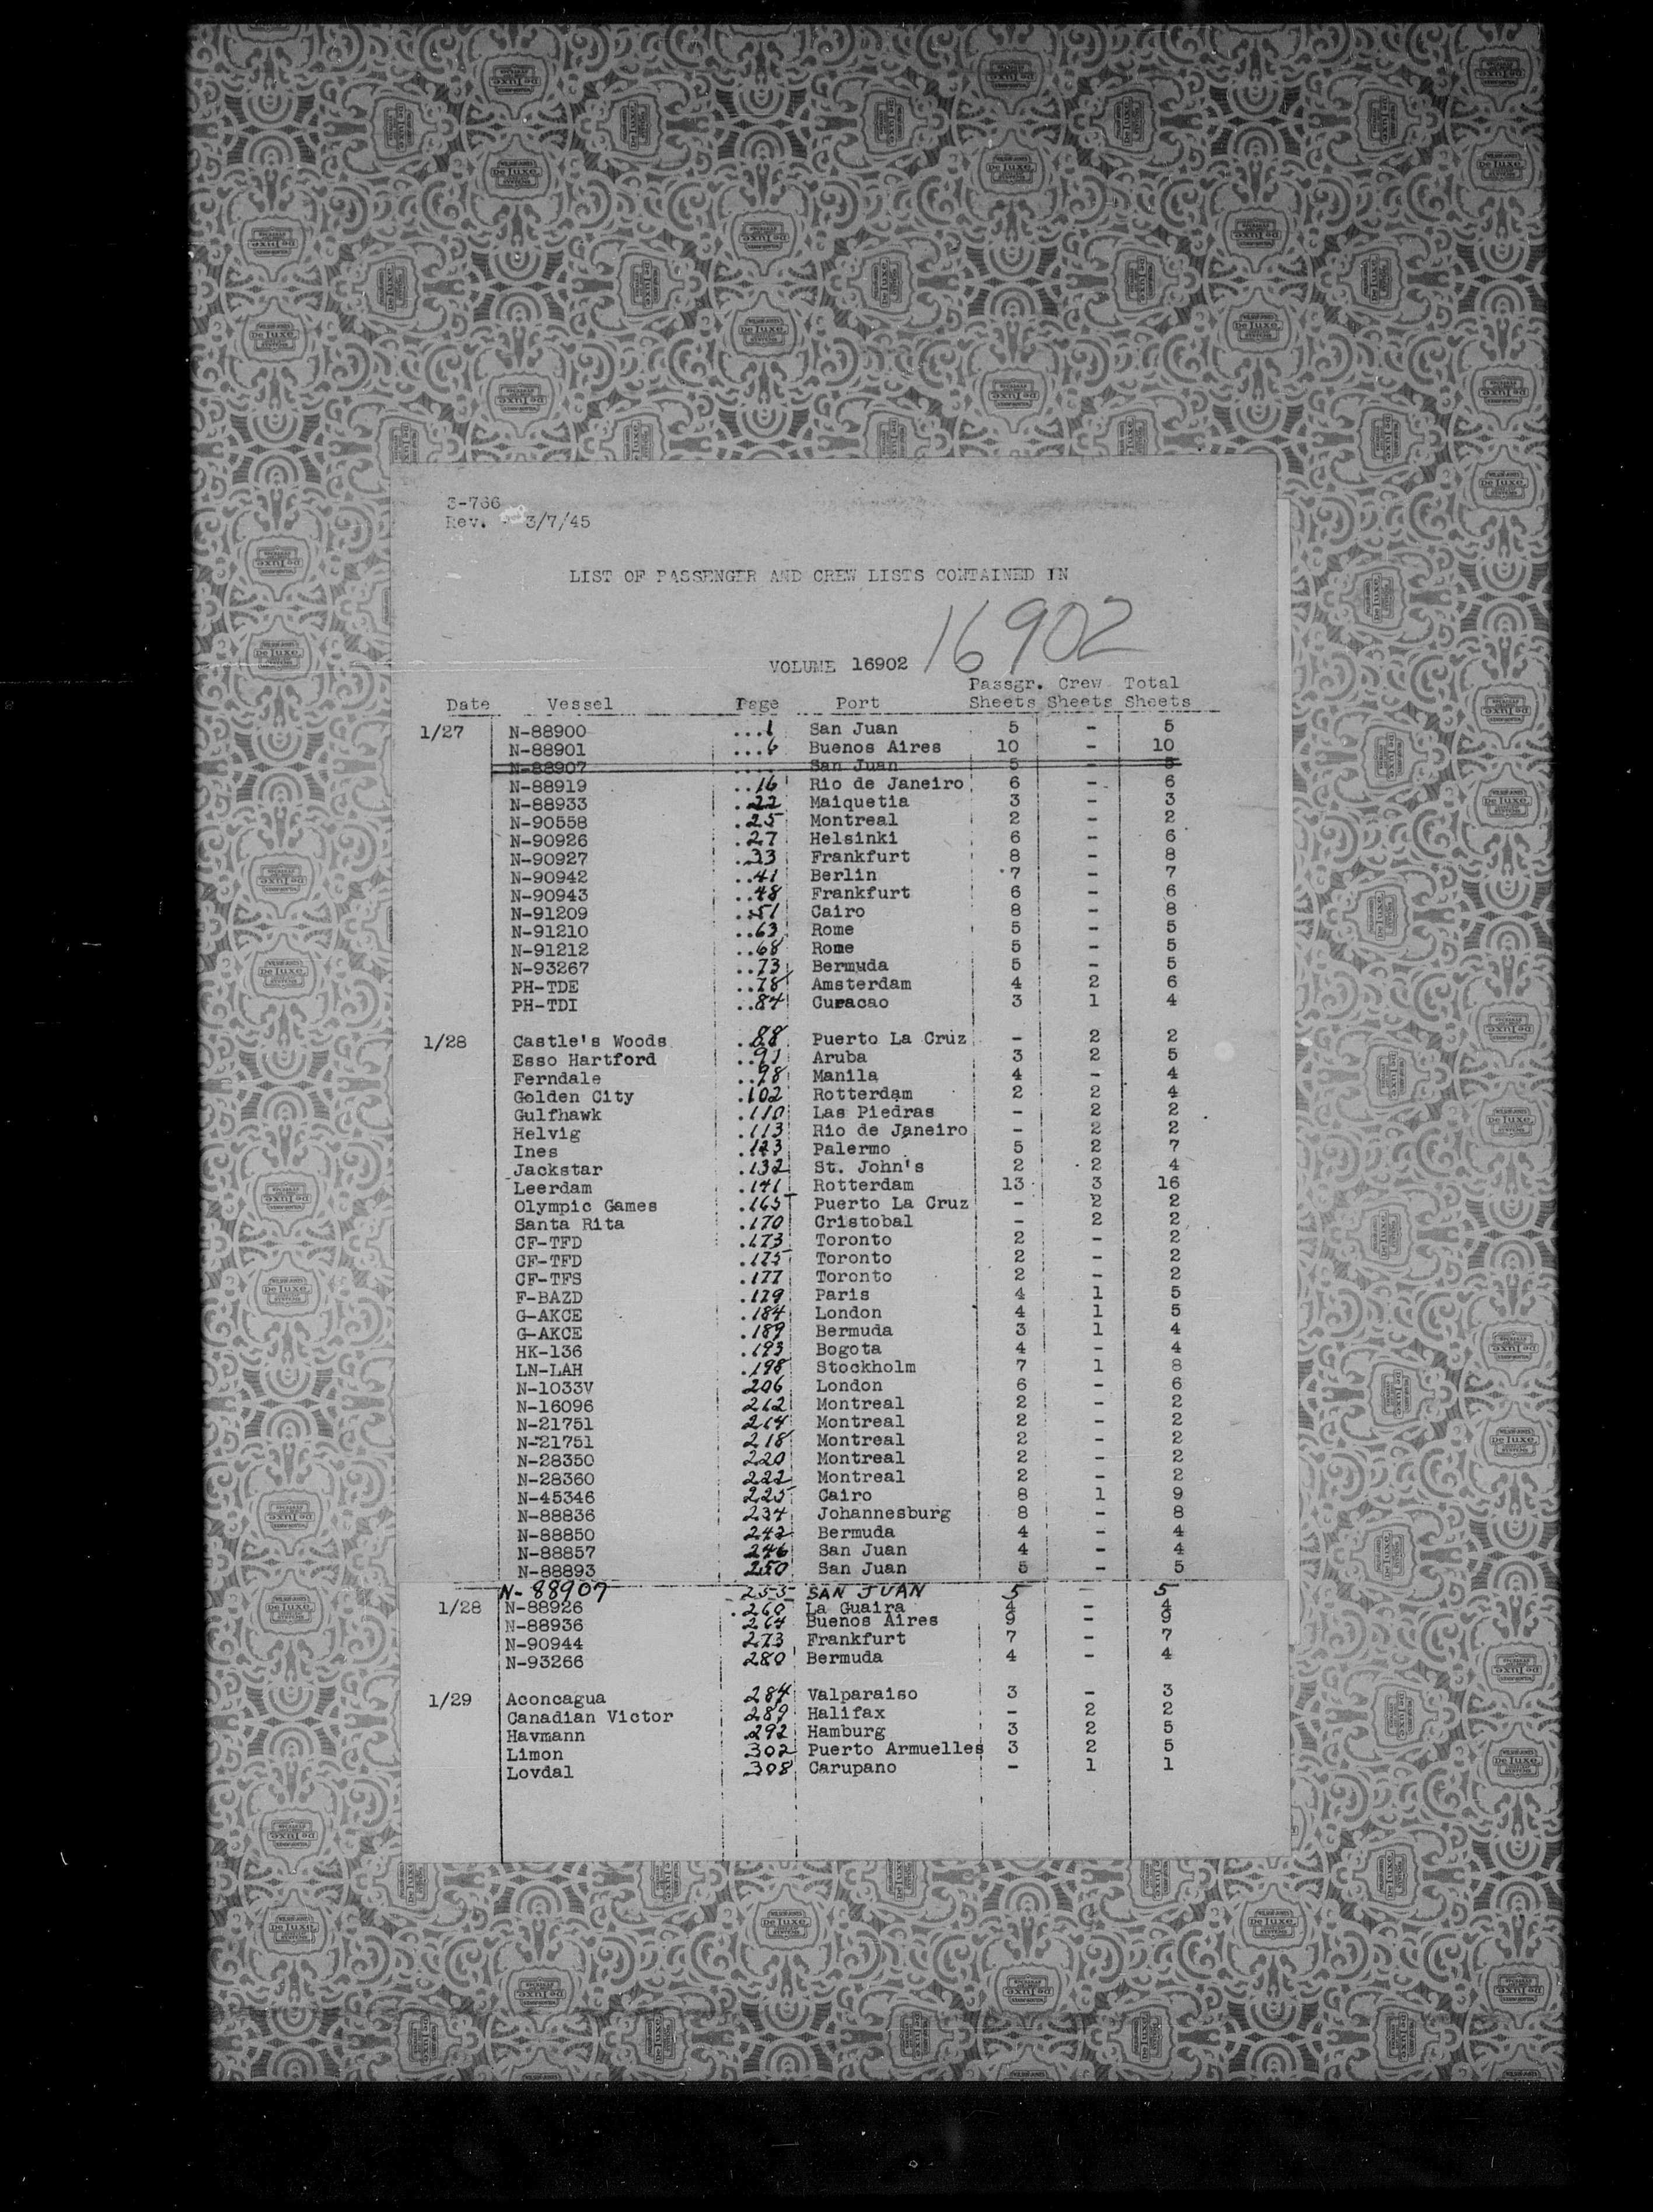 3-766
Rev. - 3/7/45
LIST OF PASSENGER AND CREW LISTS CONTAINED IN
16902
VOLUME 16902
Date Vessel Page Port Passgr. Sheets Crew Sheets Total Sheets
1/27 N-88900 ...1 San Juan 5 - 5
N-88901 ...6 Buenos Aires 10 - 10
N-88907 .... San Juan 5 - 5
N-88919 ..16 Rio de Janeiro 6 - 6
N-88933 .22 Maiquetia 3 - 3
N-90558 .25 Montreal 2 - 2
N-90926 .27 Helsinki 6 - 6
N-90927 .33 Frankfurt 8 - 8
N-90942 ..41 Berlin 7 - 7
N-90943 ..48 Frankfurt 6 - 6
N-91209 ..51 Cairo 8 - 8
N-91210 ..63 Rome 5 - 5
N-91212 ..68 Rome 5 - 5
N-93267 ..73 Bermuda 5 - 5
PH-TDE ..78 Amsterdam 4 2 6
PH-TDI ..84 Curacao 3 1 4
1/28 Castle's Woods .88 Puerto La Cruz - 2 2
Esso Hartford ..91 Aruba 3 2 5
Ferndale ..98 Manila 4 - 4
Golden City .102 Rotterdam 2 2 4
Gulfhawk .110 Las Piedras - 2 2
Helvig .113 Rio de Janeiro - 2 2
Ines .123 Palermo 5 2 7
Jackstar .132 St. John's 2 2 4
Leerdam .141 Rotterdam 13 3 16
Olympic Games .165 Puerto La Cruz - 2 2
Santa Rita .170 Cristobal - 2 2
CF-TFD .173 Toronto 2 - 2
CF-TFD .175 Toronto 2 - 2
CF-TFS .177 Toronto 2 - 2
F-BAZD .179 Paris 4 1 5
G-AKCE .184 London 4 1 5
G-AKCE .189 Bermuda 3 1 4
HK-136 .193 Bogota 4 - 4
LN-LAH .198 Stockholm 7 1 8
N-1033V 206 London 6 - 6
N-16096 212 Montreal 2 - 2
N-21751 214 Montreal 2 - 2
N-21751 218 Montreal 2 - 2
N-28350 220 Montreal 2 - 2
N-28360 222 Montreal 2 - 2
N-45346 225 Cairo 8 1 9
N-88836 234 Johannesburg 8 - 8
N-88850 242 Bermuda 4 - 4
N-88857 246 San Juan 4 - 4
N-88893 250 San Juan 5 - 5
N-88907 255 SAN JUAN 5 - 5
1/28 N-88926 .260 La Guaira 4 - 4
N-88936 264 Buenos Aires 9 - 9
N-90944 273 Frankfurt 7 - 7
N-93266 280 Bermuda 4 - 4
1/29 Aconcagua 284 Valparaiso 3 - 3
Canadian Victor 289 Halifax - 2 2
Havmann 292 Hamburg 3 2 5
Limon 302 Puerto Armuelles 3 2 5
Lovdal 308 Carupano - 1 1